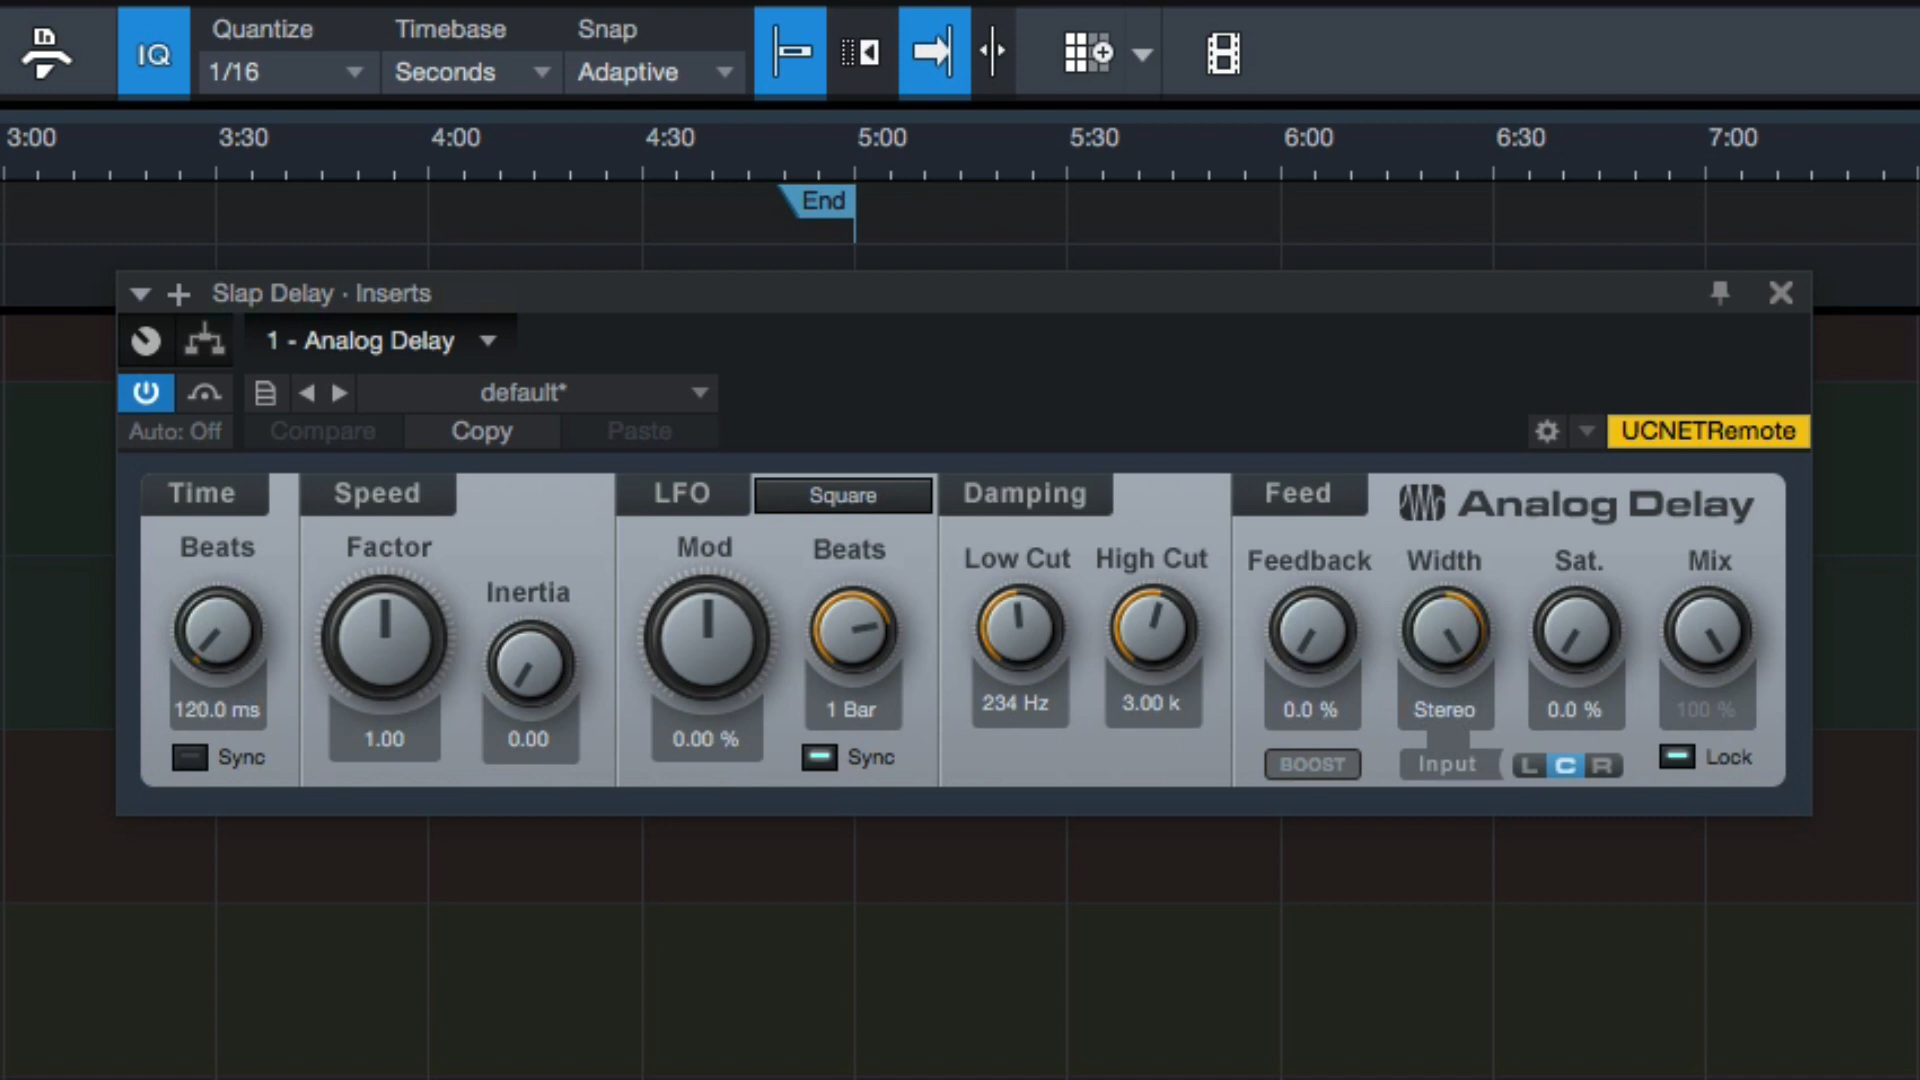 Quantize Timebase Snap
IQ 1/16 Seconds Adaptive
3:00 3:30 4:00 4:30 5:00 5:30 6:00 6:30 7:00
End
Slap Delay · Inserts
1 - Analog Delay
default*
Auto: Off Compare Copy Paste UCNETRemote
Time Speed LFO Square Damping Feed Analog Delay
Beats Factor Inertia Mod Beats Low Cut High Cut Feedback Width Sat. Mix
120.0 ms 1.00 0.00 0.00 % 1 Bar 234 Hz 3.00 k 0.0 % Stereo 0.0 % 100 %
Sync Sync BOOST Input L C R Lock